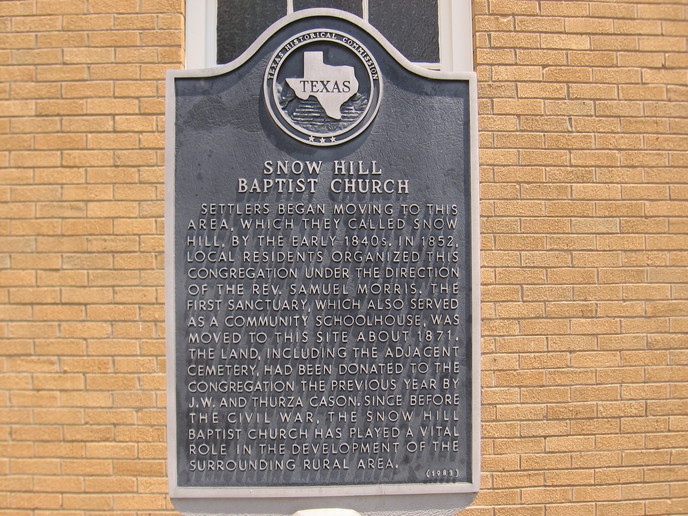 TEXAS HISTORICAL COMMISSION
TEXAS
SNOW HILL
BAPTIST CHURCH
SETTLERS BEGAN MOVING TO THIS
AREA, WHICH THEY CALLED SNOW
HILL, BY THE EARLY 1840S. IN 1852,
LOCAL RESIDENTS ORGANIZED THIS
CONGREGATION UNDER THE DIRECTION
OF THE REV. SAMUEL MORRIS. THE
FIRST SANCTUARY, WHICH ALSO SERVED
AS A COMMUNITY SCHOOLHOUSE, WAS
MOVED TO THIS SITE ABOUT 1871.
THE LAND, INCLUDING THE ADJACENT
CEMETERY, HAD BEEN DONATED TO THE
CONGREGATION THE PREVIOUS YEAR BY
J.W. AND THURZA CASON. SINCE BEFORE
THE CIVIL WAR, THE SNOW HILL
BAPTIST CHURCH HAS PLAYED A VITAL
ROLE IN THE DEVELOPMENT OF THE
SURROUNDING RURAL AREA.
(1983)